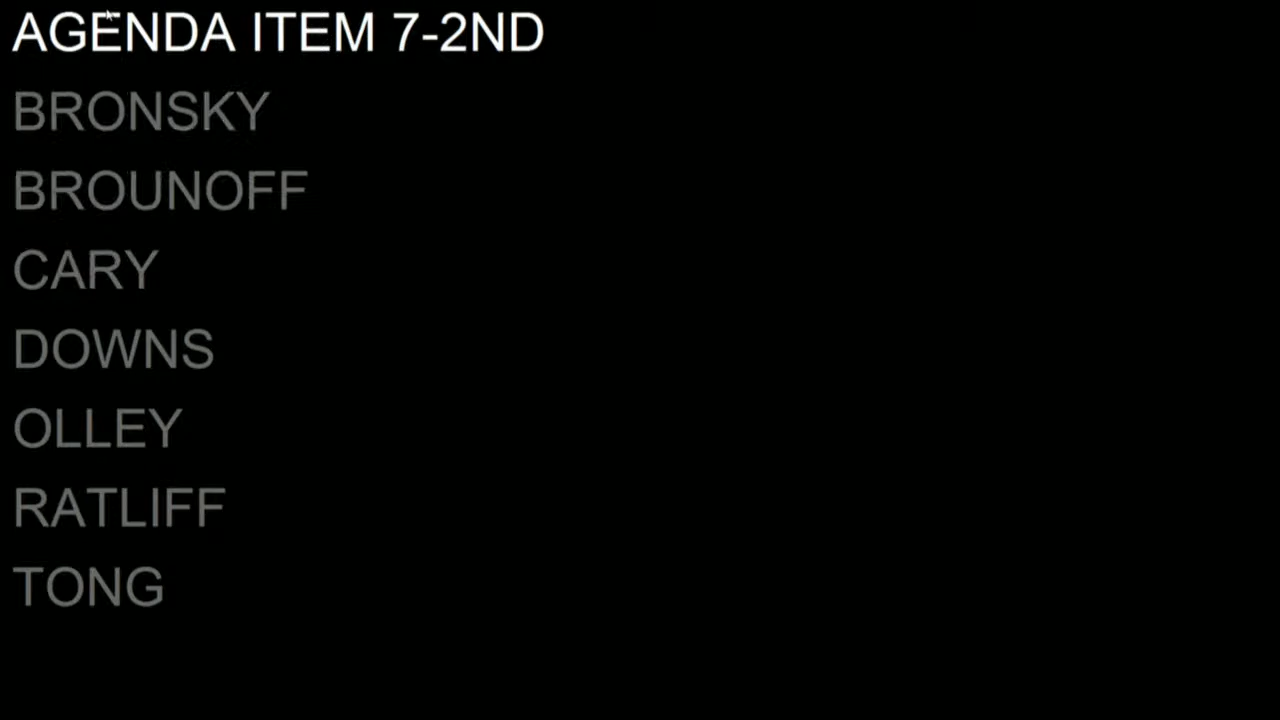 AGENDA ITEM 7-2ND
BRONSKY
BROUNOFF
CARY
DOWNS
OLLEY
RATLIFF
TONG